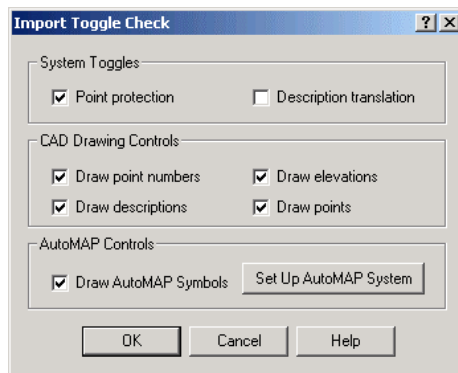 Import Toggle Check
System Toggles
Point protection Description translation
CAD Drawing Controls
Draw point numbers Draw elevations
Draw descriptions Draw points
AutoMAP Controls
Draw AutoMAP Symbols Set Up AutoMAP System
OK Cancel Help